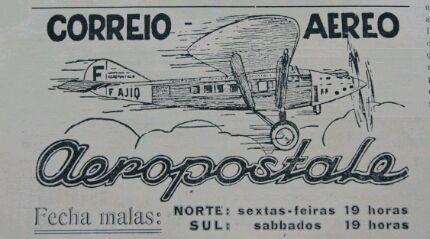 CORREIO - AEREO
F
F AJIQ
Aeropostale
Fecha malas: NORTE: sextas-feiras 19 horas
SUL: sabbados 19 horas